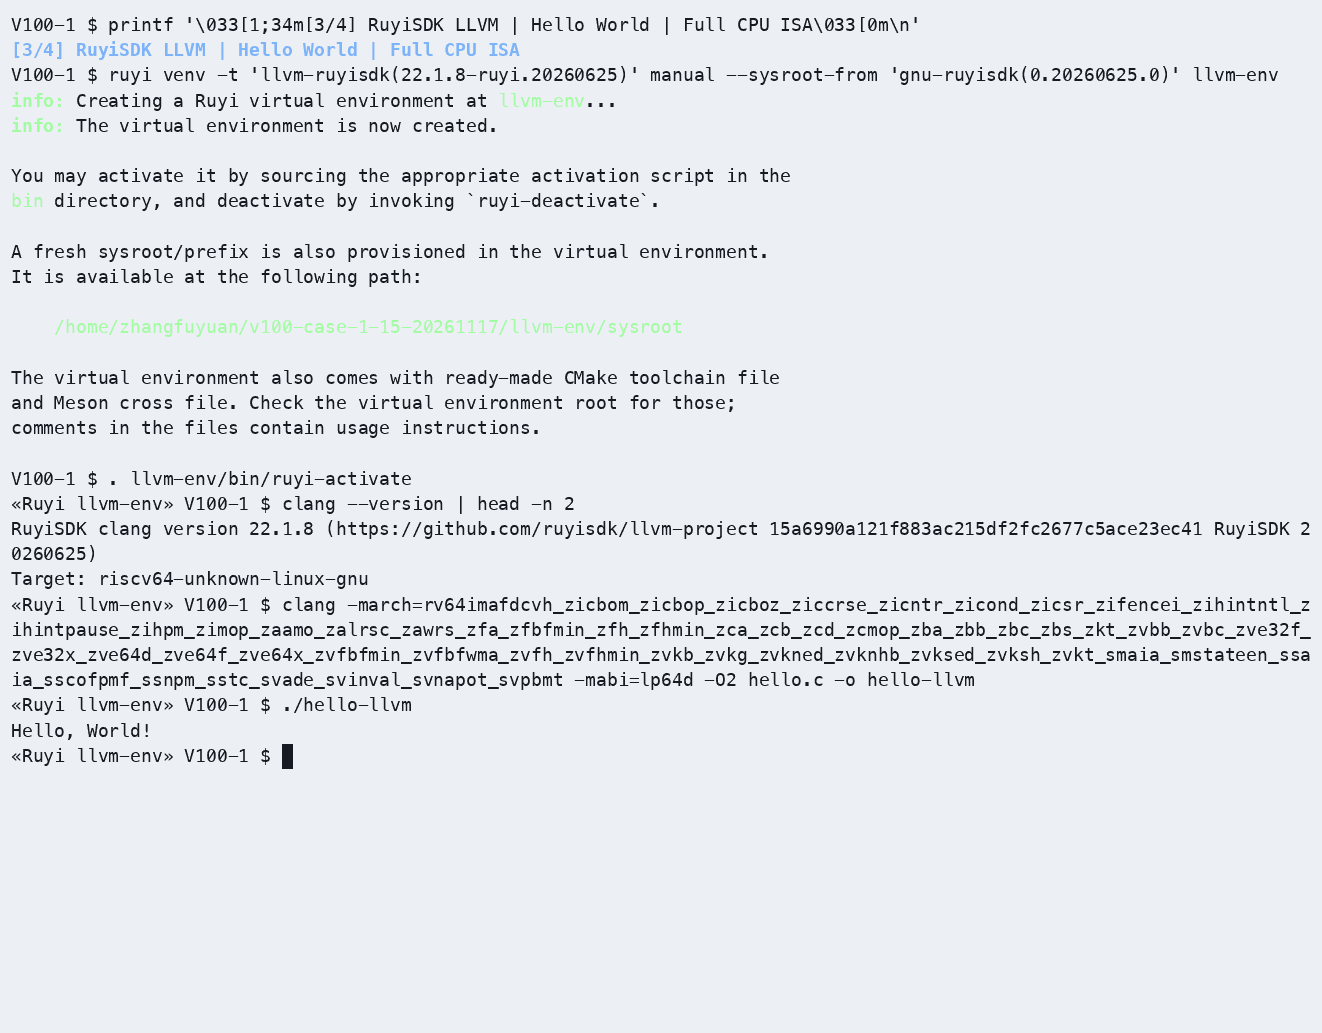 V100-1 $ printf '\033[1;34m[3/4] RuyiSDK LLVM | Hello World | Full CPU ISA\033[0m\n'
[3/4] RuyiSDK LLVM | Hello World | Full CPU ISA
V100-1 $ ruyi venv -t 'llvm-ruyisdk(22.1.8-ruyi.20260625)' manual --sysroot-from 'gnu-ruyisdk(0.20260625.0)' llvm-env
info: Creating a Ruyi virtual environment at llvm-env...
info: The virtual environment is now created.

You may activate it by sourcing the appropriate activation script in the
bin directory, and deactivate by invoking `ruyi-deactivate`.

A fresh sysroot/prefix is also provisioned in the virtual environment.
It is available at the following path:

    /home/zhangfuyuan/v100-case-1-15-20261117/llvm-env/sysroot

The virtual environment also comes with ready-made CMake toolchain file
and Meson cross file. Check the virtual environment root for those;
comments in the files contain usage instructions.

V100-1 $ . llvm-env/bin/ruyi-activate
«Ruyi llvm-env» V100-1 $ clang --version | head -n 2
RuyiSDK clang version 22.1.8 (https://github.com/ruyisdk/llvm-project 15a6990a121f883ac215df2fc2677c5ace23ec41 RuyiSDK 2
0260625)
Target: riscv64-unknown-linux-gnu
«Ruyi llvm-env» V100-1 $ clang -march=rv64imafdcvh_zicbom_zicbop_zicboz_ziccrse_zicntr_zicond_zicsr_zifencei_zihintntl_z
ihintpause_zihpm_zimop_zaamo_zalrsc_zawrs_zfa_zfbfmin_zfh_zfhmin_zca_zcb_zcd_zcmop_zba_zbb_zbc_zbs_zkt_zvbb_zvbc_zve32f_
zve32x_zve64d_zve64f_zve64x_zvfbfmin_zvfbfwma_zvfh_zvfhmin_zvkb_zvkg_zvkned_zvknhb_zvksed_zvksh_zvkt_smaia_smstateen_ssa
ia_sscofpmf_ssnpm_sstc_svade_svinval_svnapot_svpbmt -mabi=lp64d -O2 hello.c -o hello-llvm
«Ruyi llvm-env» V100-1 $ ./hello-llvm
Hello, World!
«Ruyi llvm-env» V100-1 $